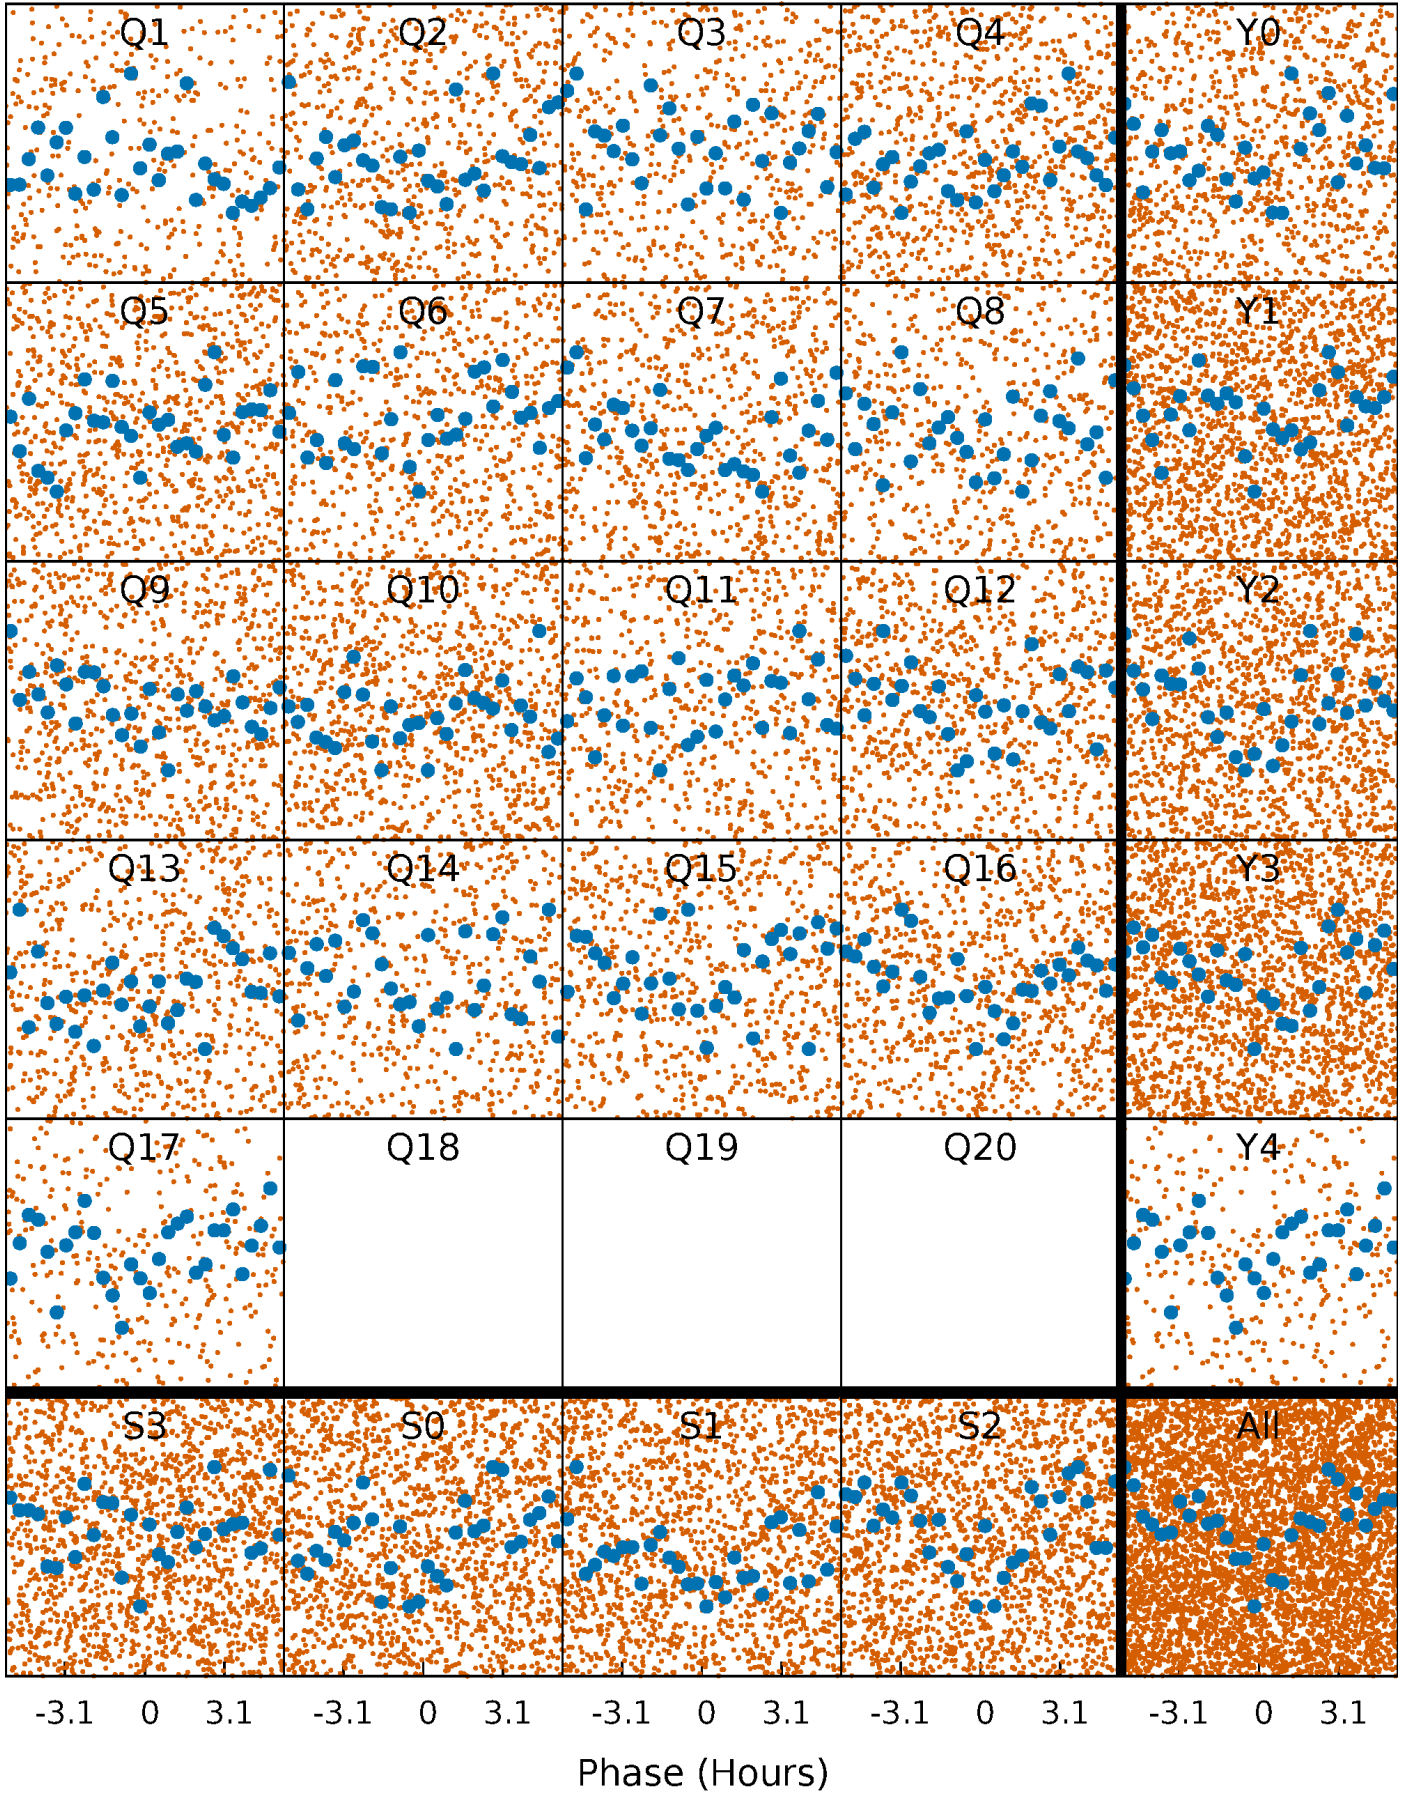 Q1 Q2 Q3 Q4 Y0
Q5 Q6 Q7 Q8 Y1
Q9 Q10 Q11 Q12 Y2
Q13 Q14 Q15 Q16 Y3
Q17 Q18 Q19 Q20 Y4
S3 S0 S1 S2 All
-3.1 0 3.1 -3.1 0 3.1 -3.1 0 3.1 -3.1 0 3.1 -3.1 0 3.1
Phase (Hours)